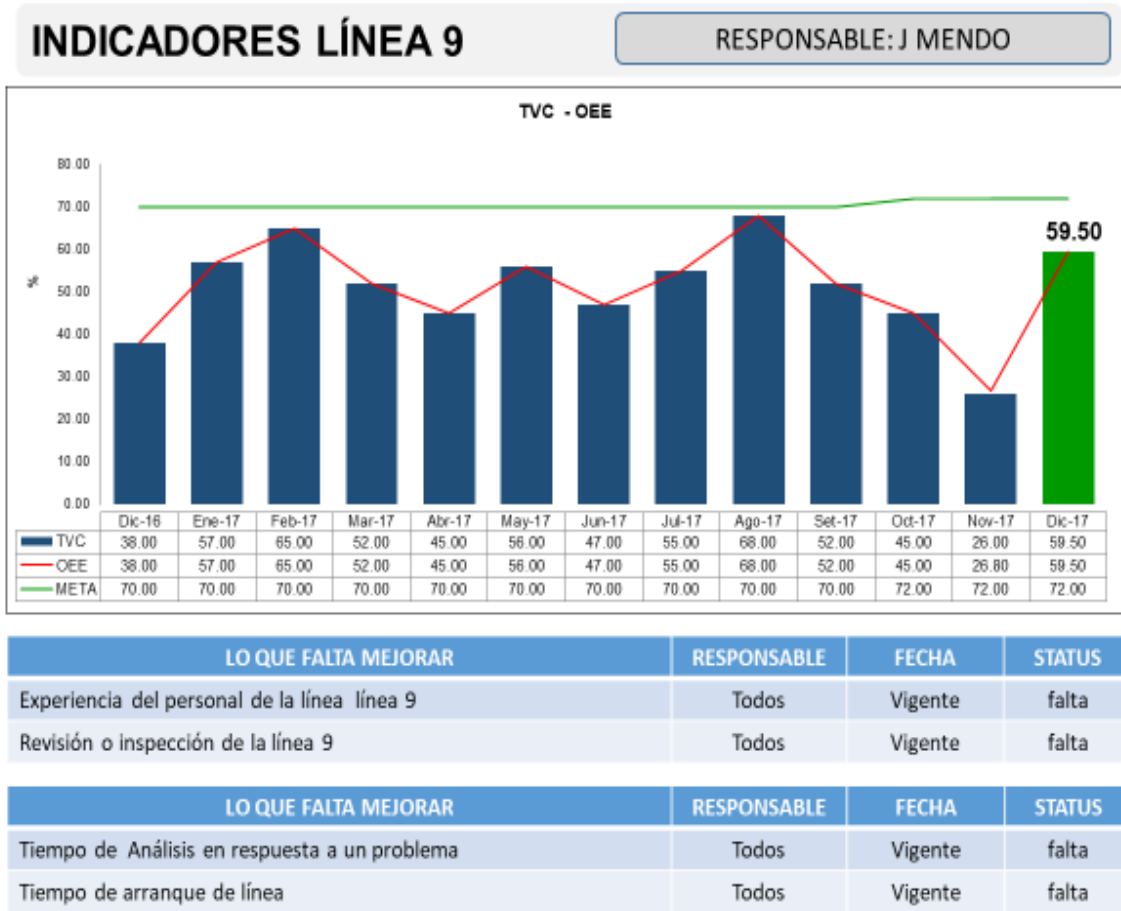 INDICADORES LÍNEA 9
RESPONSABLE: J MENDO
TVC - OEE
80.00
70.00
60.00
50.00
40.00
30.00
20.00
10.00
0.00
%
59.50
Dic-16 Ene-17 Feb-17 Mar-17 Abr-17 May-17 Jun-17 Jul-17 Ago-17 Set-17 Oct-17 Nov-17 Dic-17
TVC 38.00 57.00 65.00 52.00 45.00 56.00 47.00 55.00 68.00 52.00 45.00 26.00 59.50
OEE 38.00 57.00 65.00 52.00 45.00 56.00 47.00 55.00 68.00 52.00 45.00 26.80 59.50
META 70.00 70.00 70.00 70.00 70.00 70.00 70.00 70.00 70.00 70.00 72.00 72.00 72.00
LO QUE FALTA MEJORAR RESPONSABLE FECHA STATUS
Experiencia del personal de la línea línea 9 Todos Vigente falta
Revisión o inspección de la línea 9 Todos Vigente falta
LO QUE FALTA MEJORAR RESPONSABLE FECHA STATUS
Tiempo de Análisis en respuesta a un problema Todos Vigente falta
Tiempo de arranque de línea Todos Vigente falta